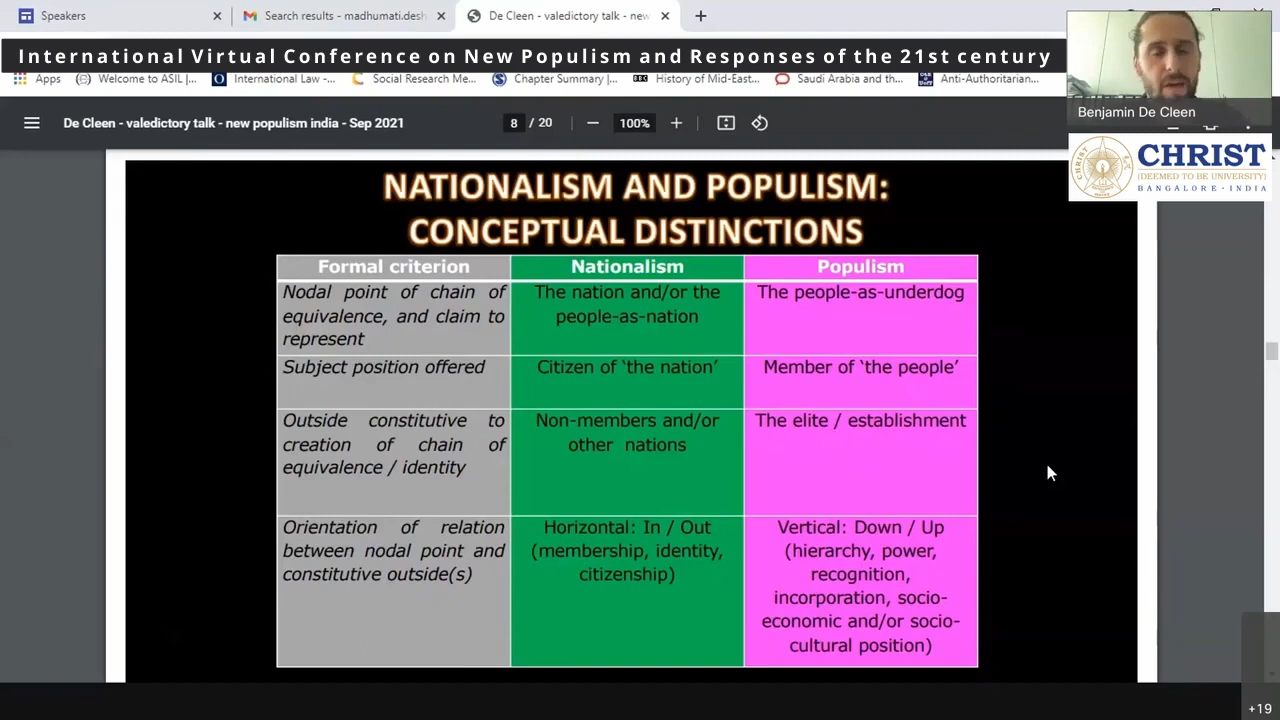 Speakers
Search results - madhumati.desh
De Cleen - valedictory talk - new
International Virtual Conference on New Populism and Responses of the 21st century
Apps
Welcome to ASIL |...
International Law -...
Social Research Me...
Chapter Summary |...
BBC
History of Mid-East...
Saudi Arabia and th...
Anti-Authoritarian...
Benjamin De Cleen
De Cleen - valedictory talk - new populism india - Sep 2021
8 / 20
100%
CHRIST
(DEEMED TO BE UNIVERSITY)
BANGALORE · INDIA
NATIONALISM AND POPULISM:
CONCEPTUAL DISTINCTIONS
Formal criterion
Nationalism
Populism
Nodal point of chain of
equivalence, and claim to
represent
The nation and/or the
people-as-nation
The people-as-underdog
Subject position offered
Citizen of ‘the nation’
Member of ‘the people’
Outside constitutive to
creation of chain of
equivalence / identity
Non-members and/or
other nations
The elite / establishment
Orientation of relation
between nodal point and
constitutive outside(s)
Horizontal: In / Out
(membership, identity,
citizenship)
Vertical: Down / Up
(hierarchy, power,
recognition,
incorporation, socio-
economic and/or socio-
cultural position)
+19